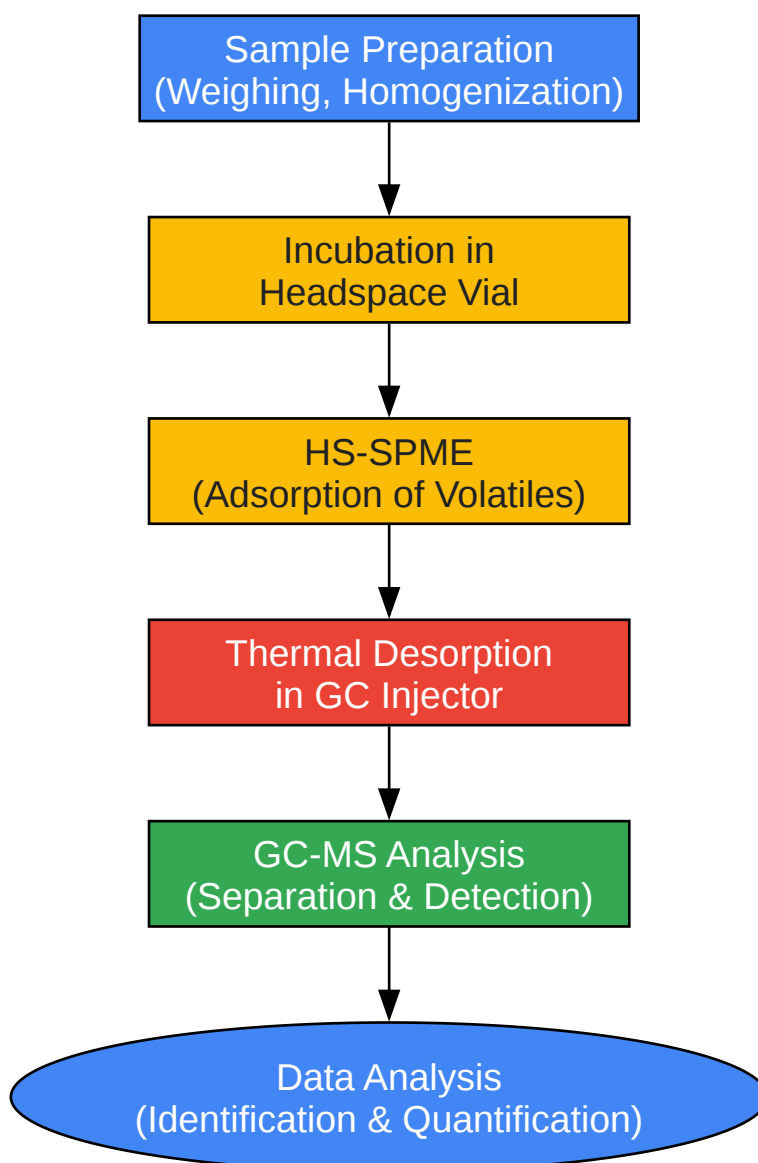 Sample Preparation
(Weighing, Homogenization)
Incubation in
Headspace Vial
HS-SPME
(Adsorption of Volatiles)
Thermal Desorption
in GC Injector
GC-MS Analysis
(Separation & Detection)
Data Analysis
(Identification & Quantification)